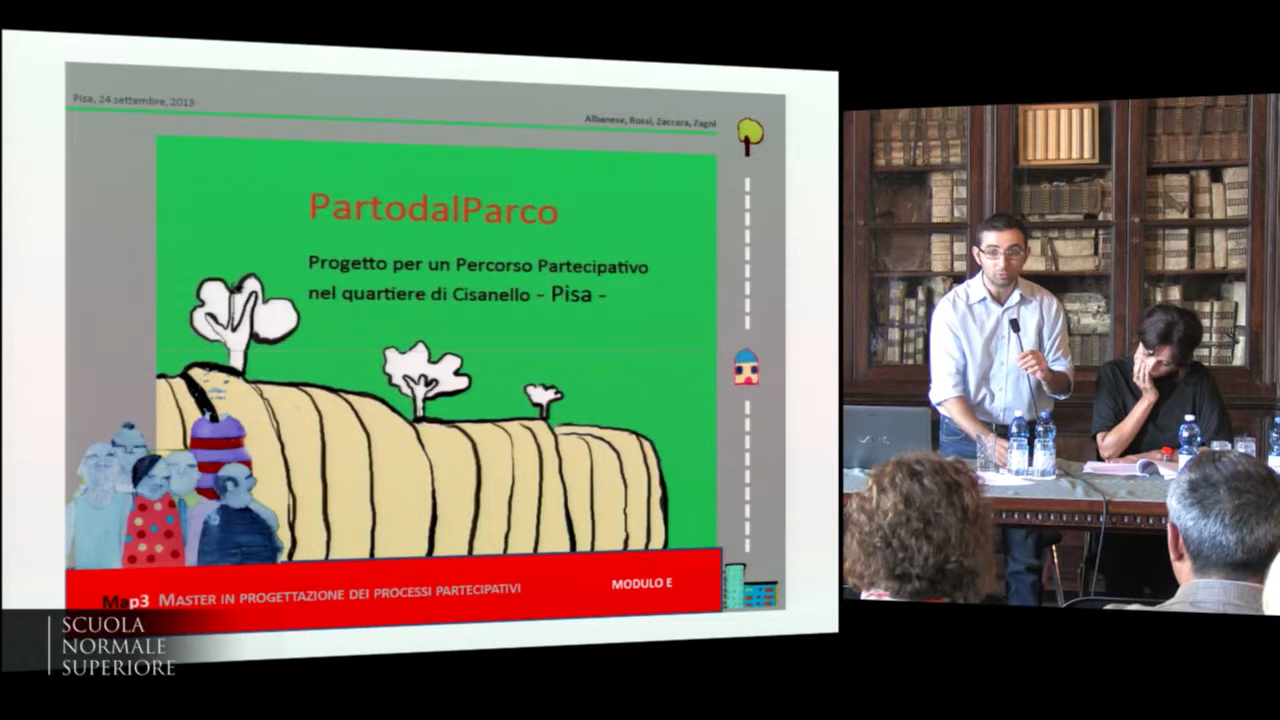 Pisa, 24 settembre, 2013
Albanese, Rossi, Zaccara, Zagni
PartodalParco
Progetto per un Percorso Partecipativo
nel quartiere di Cisanello - Pisa -
Map3 MASTER IN PROGETTAZIONE DEI PROCESSI PARTECIPATIVI
MODULO E
SCUOLA
NORMALE
SUPERIORE
VAIO